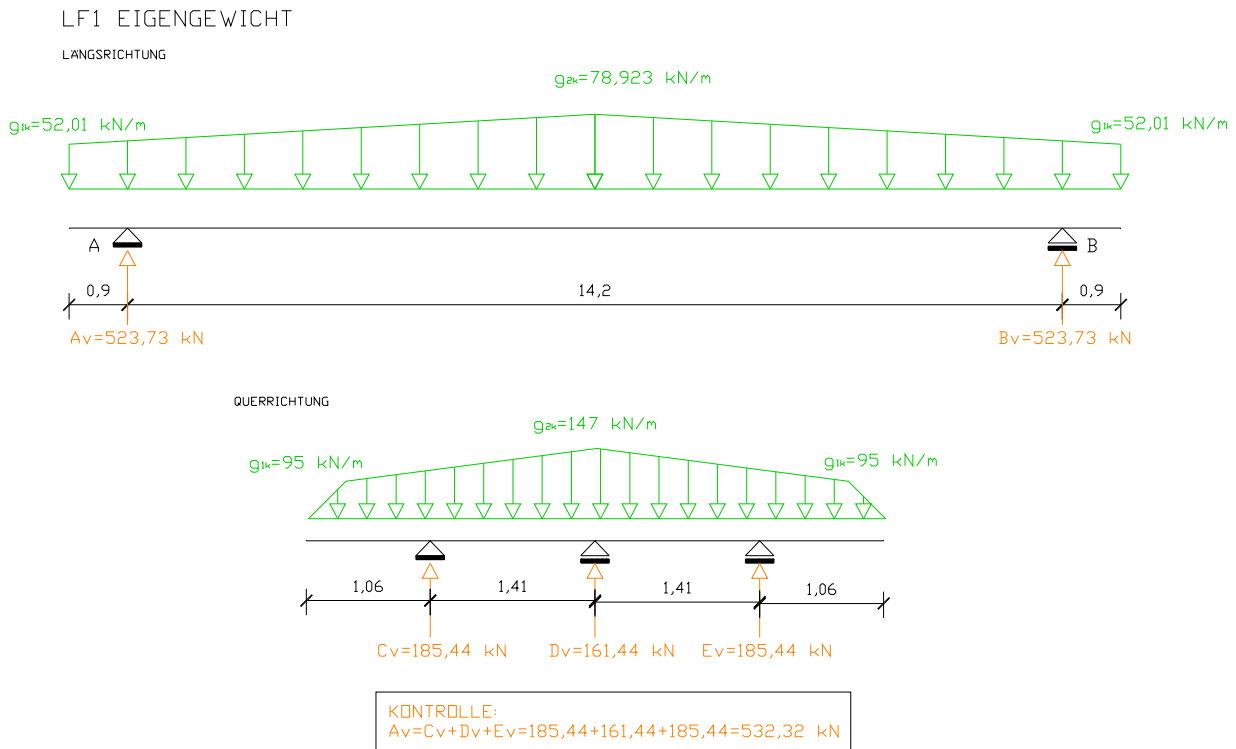 LF1 EIGENGEWICHT
LÄNGSRICHTUNG
g2k=78,923 kN/m
g1k=52,01 kN/m
g1k=52,01 kN/m
A
B
0,9
14,2
0,9
Av=523,73 kN
Bv=523,73 kN
QUERRICHTUNG
g2k=147 kN/m
g1k=95 kN/m
g1k=95 kN/m
1,06
1,41
1,41
1,06
Cv=185,44 kN
Dv=161,44 kN
Ev=185,44 kN
KONTROLLE:
Av=Cv+Dv+Ev=185,44+161,44+185,44=532,32 kN